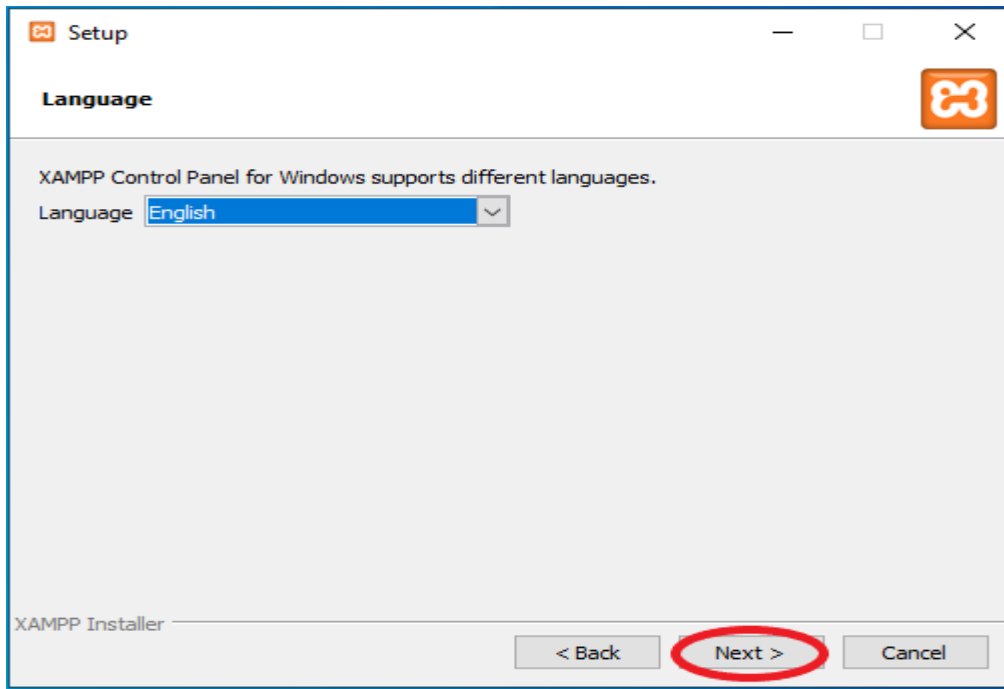 Setup
Language
XAMPP Control Panel for Windows supports different languages.
Language English
XAMPP Installer
< Back Next > Cancel